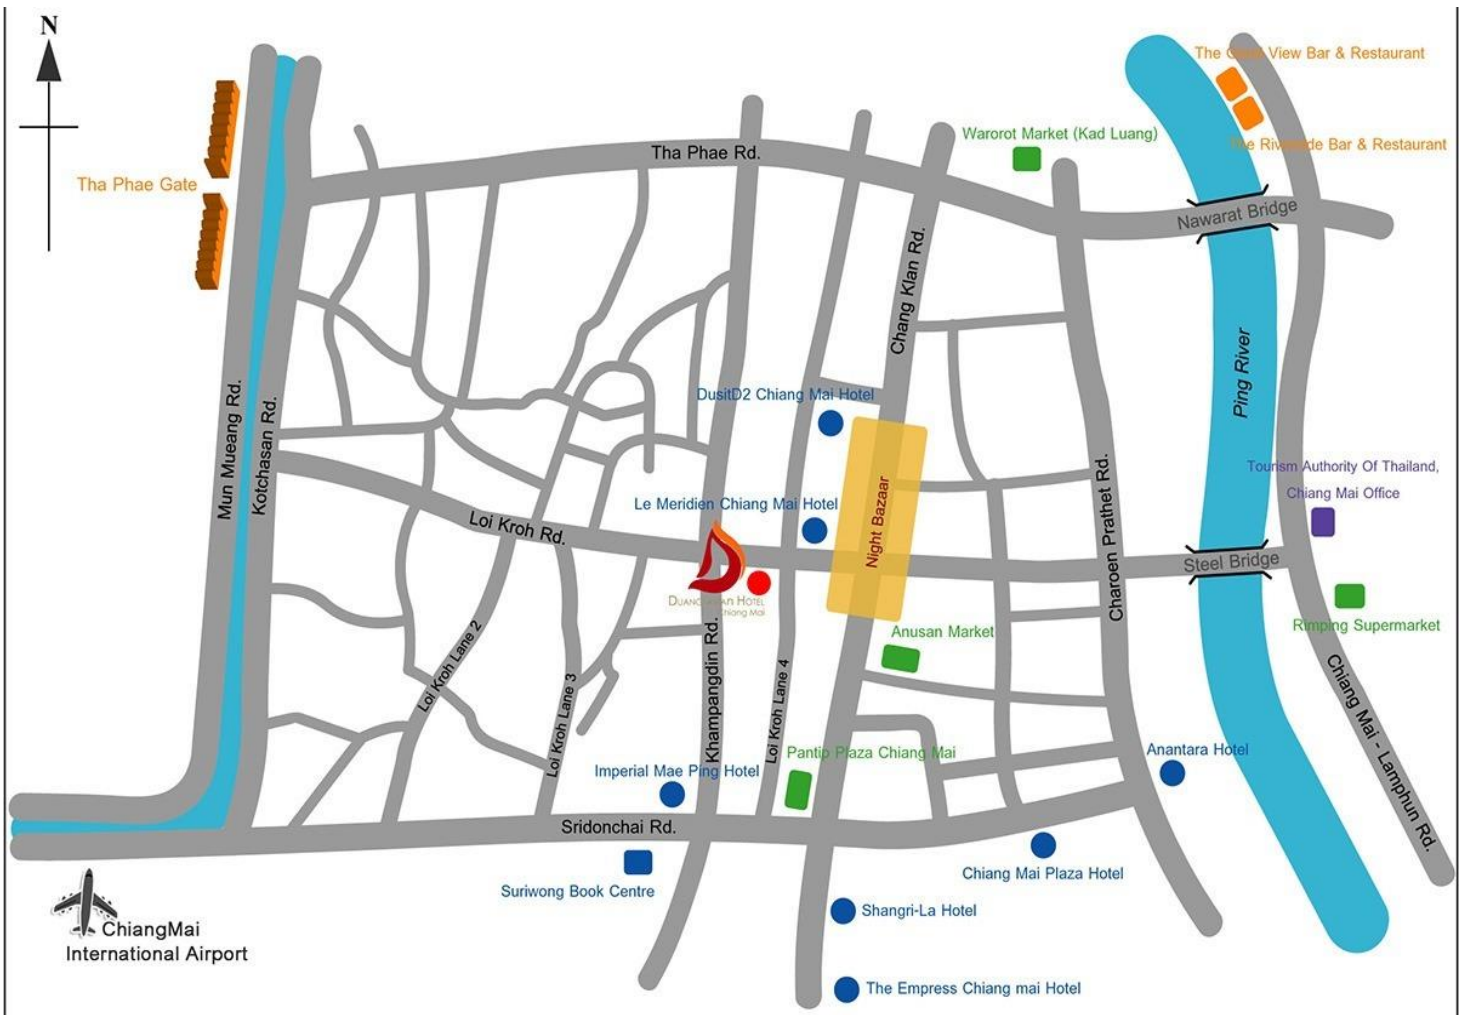 N
The Good View Bar & Restaurant
Warorot Market (Kad Luang)
The Riverside Bar & Restaurant
Tha Phae Rd.
Tha Phae Gate
Nawarat Bridge
Chang Klan Rd.
Ping River
DusitD2 Chiang Mai Hotel
Mun Mueang Rd.
Kotchasan Rd.
Tourism Authority Of Thailand,
Chiang Mai Office
Le Meridien Chiang Mai Hotel
Night Bazaar
Charoen Prathet Rd.
Loi Kroh Rd.
Steel Bridge
Hotel
Chiang Mai
Anusan Market
Rimping Supermarket
Loi Kroh Lane 2
Khampangdin Rd.
Loi Kroh Lane 3
Loi Kroh Lane 4
Chiang Mai - Lamphun Rd.
Pantip Plaza Chiang Mai
Anantara Hotel
Imperial Mae Ping Hotel
Sridonchai Rd.
Chiang Mai Plaza Hotel
Suriwong Book Centre
Shangri-La Hotel
ChiangMai
International Airport
The Empress Chiang mai Hotel